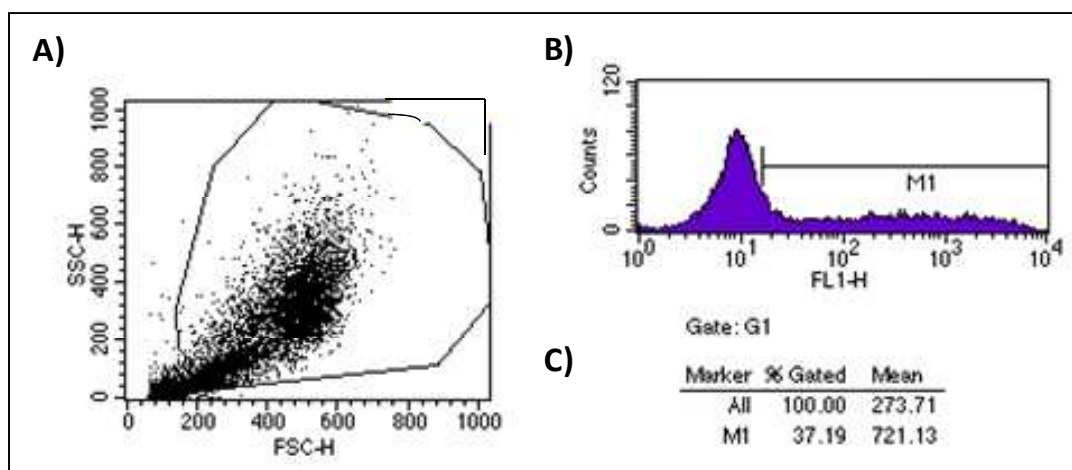 A)
1000
800
600
400
200
0
SSC-H
0 200 400 600 800 1000
FSC-H
B)
120
0
Counts
M1
10^0 10^1 10^2 10^3 10^4
FL1-H
Gate: G1
C)
Marker % Gated Mean
All 100.00 273.71
M1 37.19 721.13